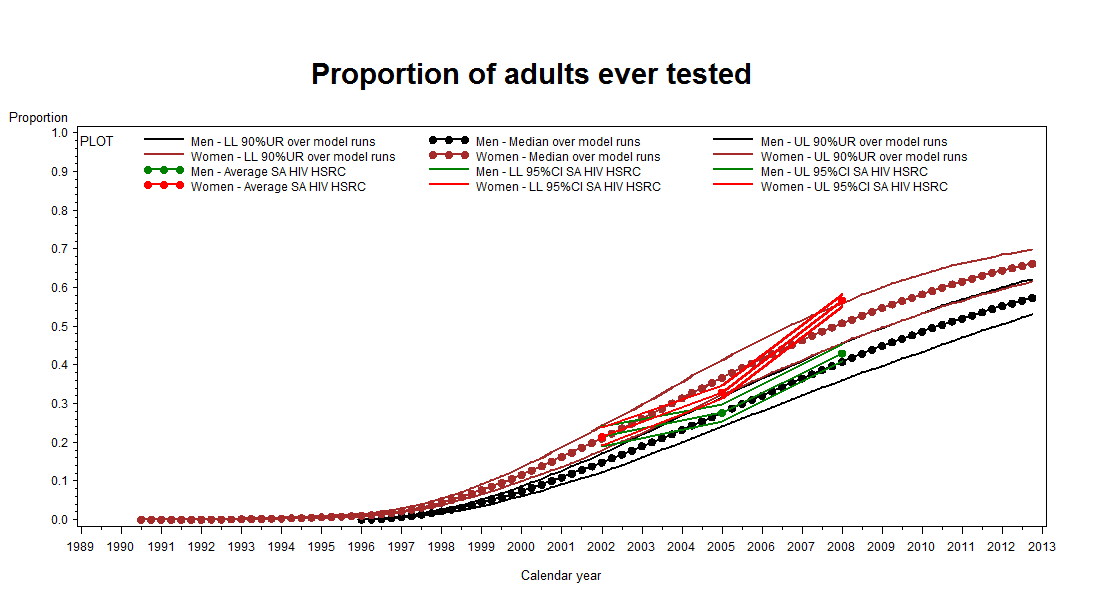 Proportion of adults ever tested
Proportion
1.0
PLOT
Men - LL 90%UR over model runs
Men - Median over model runs
Men - UL 90%UR over model runs
Women - LL 90%UR over model runs
Women - Median over model runs
Women - UL 90%UR over model runs
Men - Average SA HIV HSRC
Men - LL 95%CI SA HIV HSRC
Men - UL 95%CI SA HIV HSRC
Women - Average SA HIV HSRC
Women - LL 95%CI SA HIV HSRC
Women - UL 95%CI SA HIV HSRC
0.9
0.8
0.7
0.6
0.5
0.4
0.3
0.2
0.1
0.0
1989 1990 1991 1992 1993 1994 1995 1996 1997 1998 1999 2000 2001 2002 2003 2004 2005 2006 2007 2008 2009 2010 2011 2012 2013
Calendar year